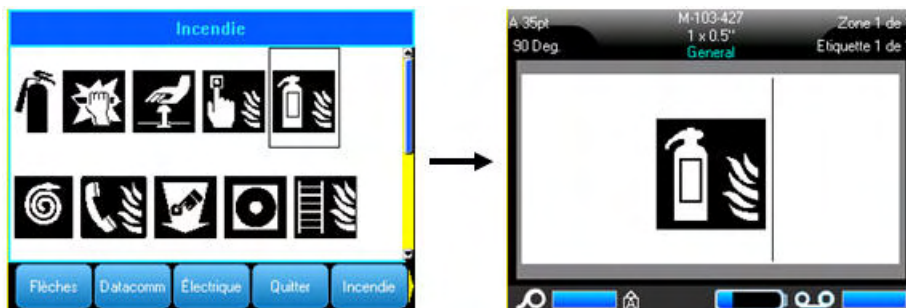 Incendie
Flèches Datacomm Électrique Quitter Incendie
A 35pt M-103-427 Zone 1 de
1 x 0.5"
90 Deg. General Etiquette 1 de